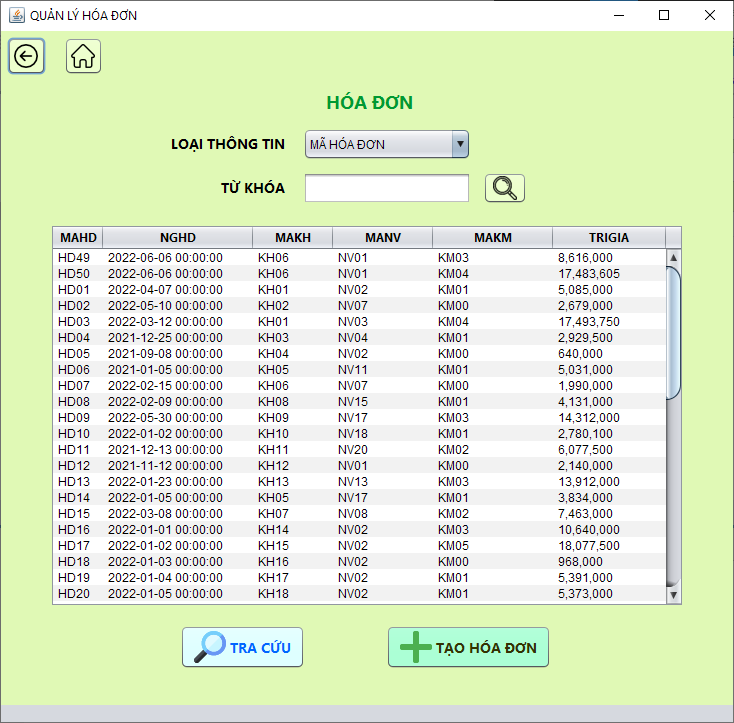 QUẢN LÝ HÓA ĐƠN
HÓA ĐƠN
LOẠI THÔNG TIN MÃ HÓA ĐƠN
TỪ KHÓA
MAHD NGHD MAKH MANV MAKM TRIGIA
HD49 2022-06-06 00:00:00 KH06 NV01 KM03 8,616,000
HD50 2022-06-06 00:00:00 KH06 NV01 KM04 17,483,605
HD01 2022-04-07 00:00:00 KH01 NV02 KM01 5,085,000
HD02 2022-05-10 00:00:00 KH02 NV07 KM00 2,679,000
HD03 2022-03-12 00:00:00 KH01 NV03 KM04 17,493,750
HD04 2021-12-25 00:00:00 KH03 NV04 KM01 2,929,500
HD05 2021-09-08 00:00:00 KH04 NV02 KM00 640,000
HD06 2021-01-05 00:00:00 KH05 NV11 KM01 5,031,000
HD07 2022-02-15 00:00:00 KH06 NV07 KM00 1,990,000
HD08 2022-02-09 00:00:00 KH08 NV15 KM01 4,131,000
HD09 2022-05-30 00:00:00 KH09 NV17 KM03 14,312,000
HD10 2022-01-02 00:00:00 KH10 NV18 KM01 2,780,100
HD11 2021-12-13 00:00:00 KH11 NV20 KM02 6,077,500
HD12 2021-11-12 00:00:00 KH12 NV01 KM00 2,140,000
HD13 2022-01-23 00:00:00 KH13 NV13 KM03 13,912,000
HD14 2022-01-05 00:00:00 KH05 NV17 KM01 3,834,000
HD15 2022-03-08 00:00:00 KH07 NV08 KM02 7,463,000
HD16 2022-01-01 00:00:00 KH14 NV02 KM03 10,640,000
HD17 2022-01-02 00:00:00 KH15 NV02 KM05 18,077,500
HD18 2022-01-03 00:00:00 KH16 NV02 KM00 968,000
HD19 2022-01-04 00:00:00 KH17 NV02 KM01 5,391,000
HD20 2022-01-05 00:00:00 KH18 NV02 KM01 5,373,000
TRA CỨU TẠO HÓA ĐƠN